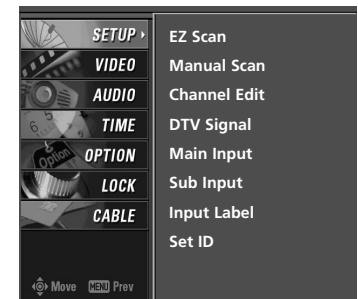 SETUP
VIDEO
AUDIO
TIME
OPTION
LOCK
CABLE
Move MENU Prev
EZ Scan
Manual Scan
Channel Edit
DTV Signal
Main Input
Sub Input
Input Label
Set ID